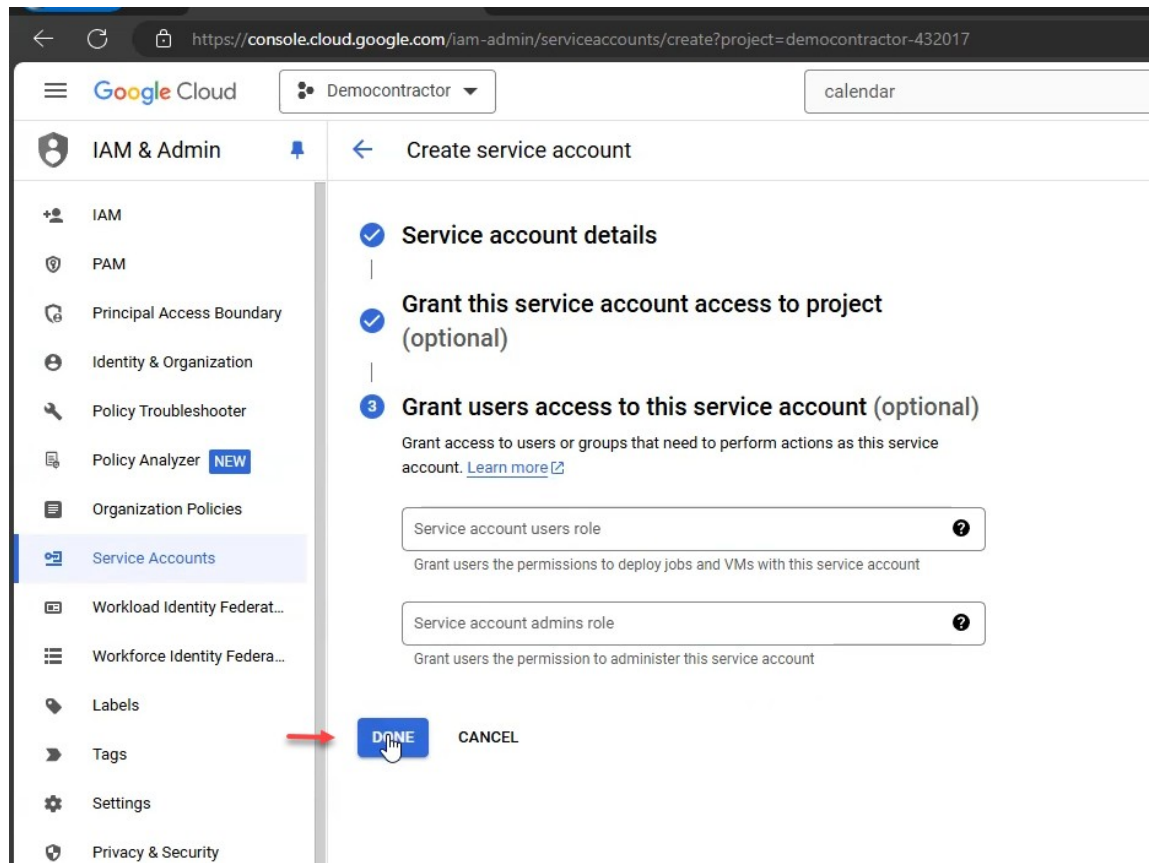 https://console.cloud.google.com/iam-admin/serviceaccounts/create?project=democontractor-432017
Google Cloud
Democontractor
calendar
IAM & Admin
Create service account
IAM
PAM
Principal Access Boundary
Identity & Organization
Policy Troubleshooter
Policy Analyzer NEW
Organization Policies
Service Accounts
Workload Identity Federat...
Workforce Identity Federa...
Labels
Tags
Settings
Privacy & Security
Service account details
Grant this service account access to project
(optional)
3 Grant users access to this service account (optional)
Grant access to users or groups that need to perform actions as this service
account. Learn more
Service account users role
Grant users the permissions to deploy jobs and VMs with this service account
Service account admins role
Grant users the permission to administer this service account
DONE CANCEL